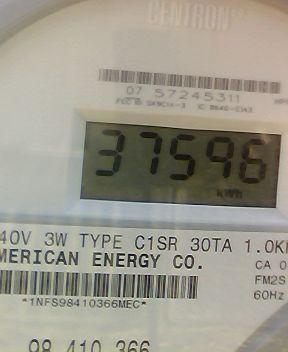 CENTRON
07 57245311
37596
kWh
40V 3W TYPE C1SR 30TA 1.0K
MERICAN ENERGY CO.
CA 0
FM2S
60Hz
*1NFS98410366MEC*
98 410 366